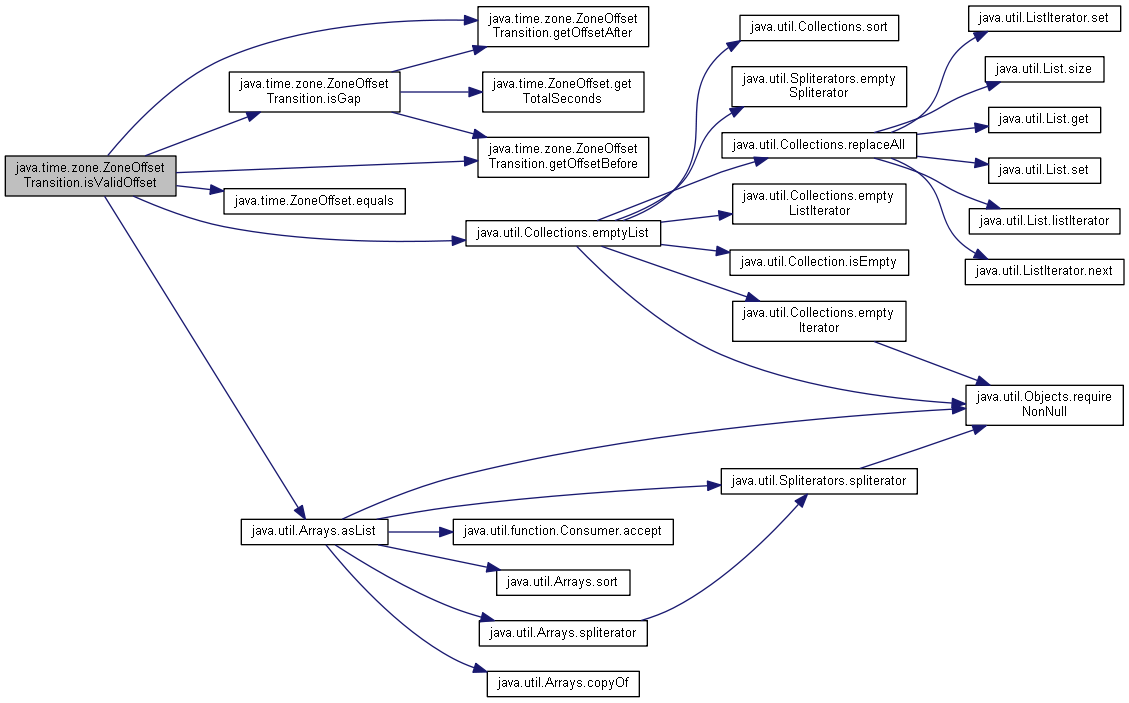 java.time.zone.ZoneOffset
Transition.isValidOffset
java.time.zone.ZoneOffset
Transition.getOffsetAfter
java.time.zone.ZoneOffset
Transition.isGap
java.time.ZoneOffset.get
TotalSeconds
java.time.zone.ZoneOffset
Transition.getOffsetBefore
java.time.ZoneOffset.equals
java.util.Collections.emptyList
java.util.Collections.sort
java.util.Spliterators.empty
Spliterator
java.util.Collections.replaceAll
java.util.Collections.empty
ListIterator
java.util.Collection.isEmpty
java.util.Collections.empty
Iterator
java.util.ListIterator.set
java.util.List.size
java.util.List.get
java.util.List.set
java.util.List.listIterator
java.util.ListIterator.next
java.util.Objects.require
NonNull
java.util.Spliterators.spliterator
java.util.Arrays.asList
java.util.function.Consumer.accept
java.util.Arrays.sort
java.util.Arrays.spliterator
java.util.Arrays.copyOf